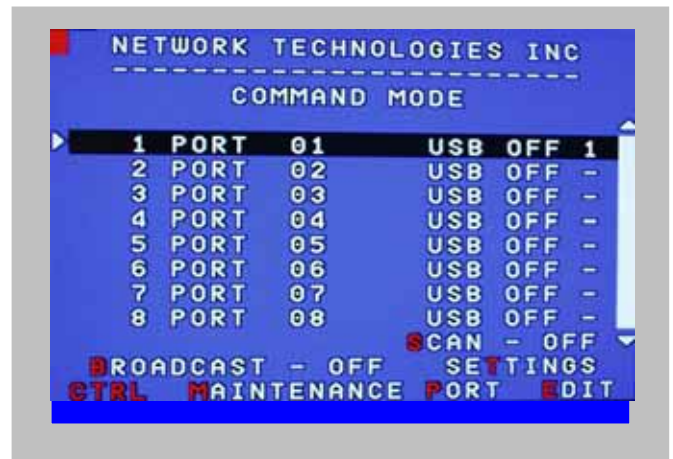 NETWORK TECHNOLOGIES INC
------------------------
COMMAND MODE
1 PORT 01 USB OFF 1
2 PORT 02 USB OFF -
3 PORT 03 USB OFF -
4 PORT 04 USB OFF -
5 PORT 05 USB OFF -
6 PORT 06 USB OFF -
7 PORT 07 USB OFF -
8 PORT 08 USB OFF -
SCAN - OFF
BROADCAST - OFF SETTINGS
CTRL MAINTENANCE PORT EDIT